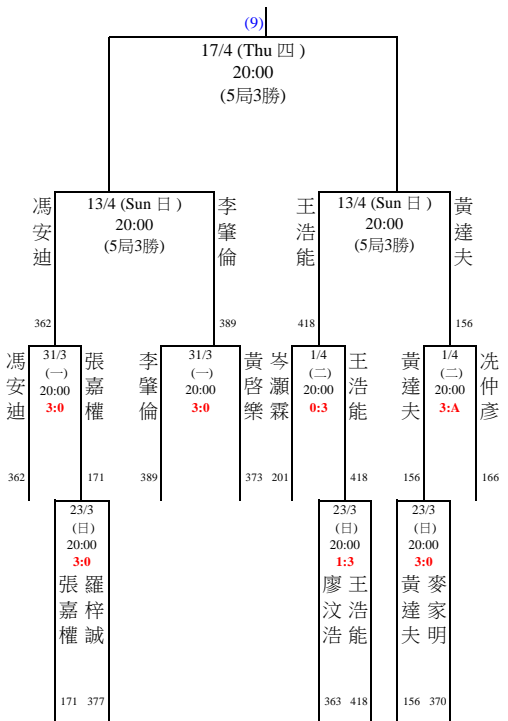 (9)
17/4 (Thu 四 )
20:00
(5局3勝)
馮安迪
13/4 (Sun 日 )
20:00
(5局3勝)
李肇倫
王浩能
13/4 (Sun 日 )
20:00
(5局3勝)
黃達夫
362
389
418
156
馮安迪
31/3
(一)
20:00
3:0
張嘉權
李肇倫
31/3
(一)
20:00
3:0
黃啓樂
岑灝霖
1/4
(二)
20:00
0:3
王浩能
黃達夫
1/4
(二)
20:00
3:A
冼仲彥
362
171
389
373
201
418
156
166
23/3
(日)
20:00
3:0
張嘉權
羅梓誠
23/3
(日)
20:00
1:3
廖汶浩
王浩能
23/3
(日)
20:00
3:0
黃達夫
麥家明
171
377
363
418
156
370